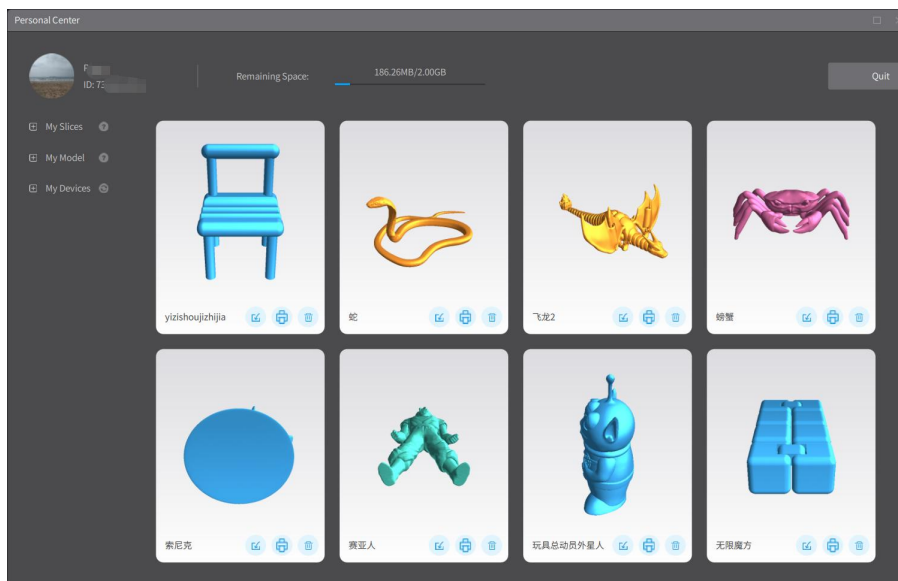 Personal Center
ID: 73
Remaining Space:
186.26MB/2.00GB
Quit
My Slices
My Model
My Devices
yizishoujizhijia
蛇
飞龙2
螃蟹
索尼克
赛亚人
玩具总动员外星人
无限魔方